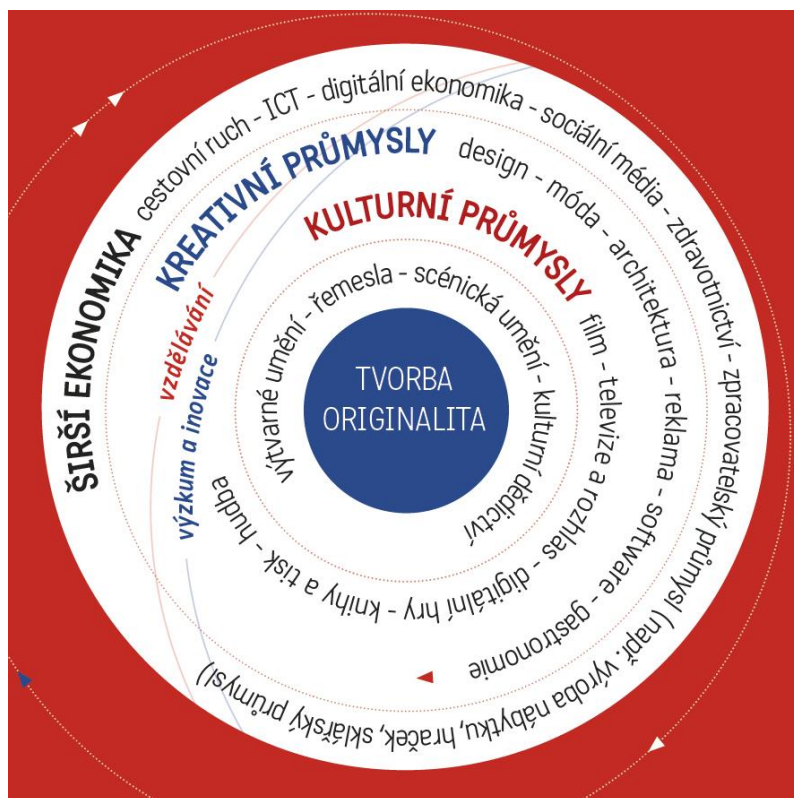 ŠIRŠÍ EKONOMIKA cestovní ruch - ICT - digitální ekonomika - sociální média - zdravotnictví - zpracovatelský průmysl (např. výroba nábytku, hraček, sklářský průmysl)
KREATIVNÍ PRŮMYSLY design - móda - architektura - reklama - software - gastronomie
KULTURNÍ PRŮMYSLY film - televize a rozhlas - digitální hry - knihy a tisk - hudba
výtvarné umění - řemesla - scénická umění - kulturní dědictví
vzdělávání
výzkum a inovace
TVORBA
ORIGINALITA